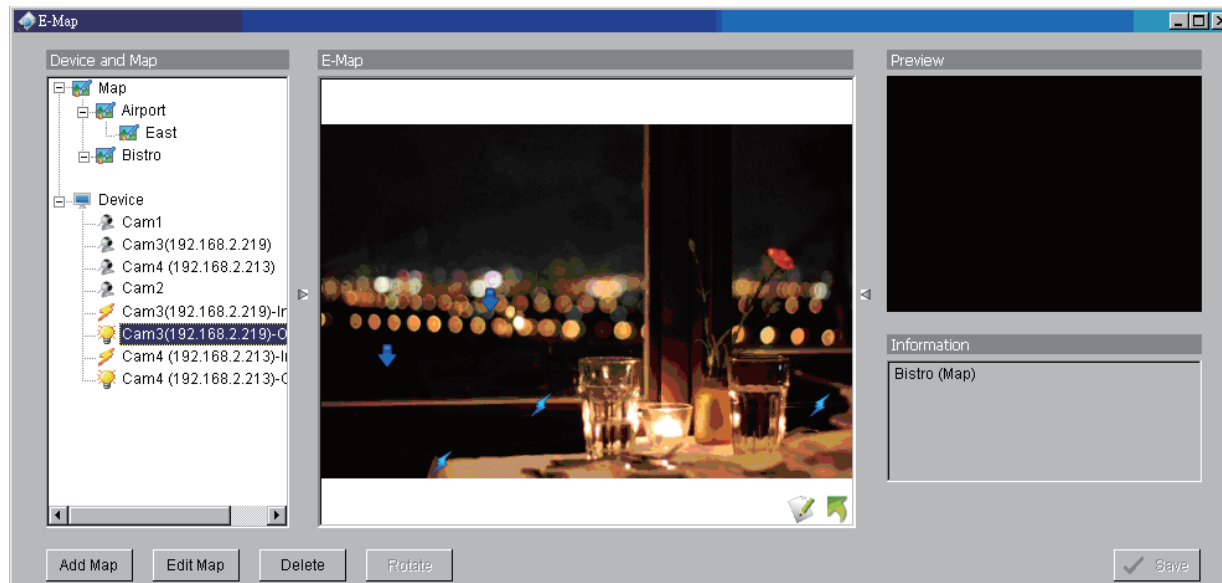 E-Map
Device and Map
Map
Airport
East
Bistro
Device
Cam1
Cam3(192.168.2.219)
Cam4 (192.168.2.213)
Cam2
Cam3(192.168.2.219)-Ir
Cam3(192.168.2.219)-O
Cam4 (192.168.2.213)-Ii
Cam4 (192.168.2.213)-C
E-Map
Preview
Information
Bistro (Map)
Add Map
Edit Map
Delete
Rotate
Save